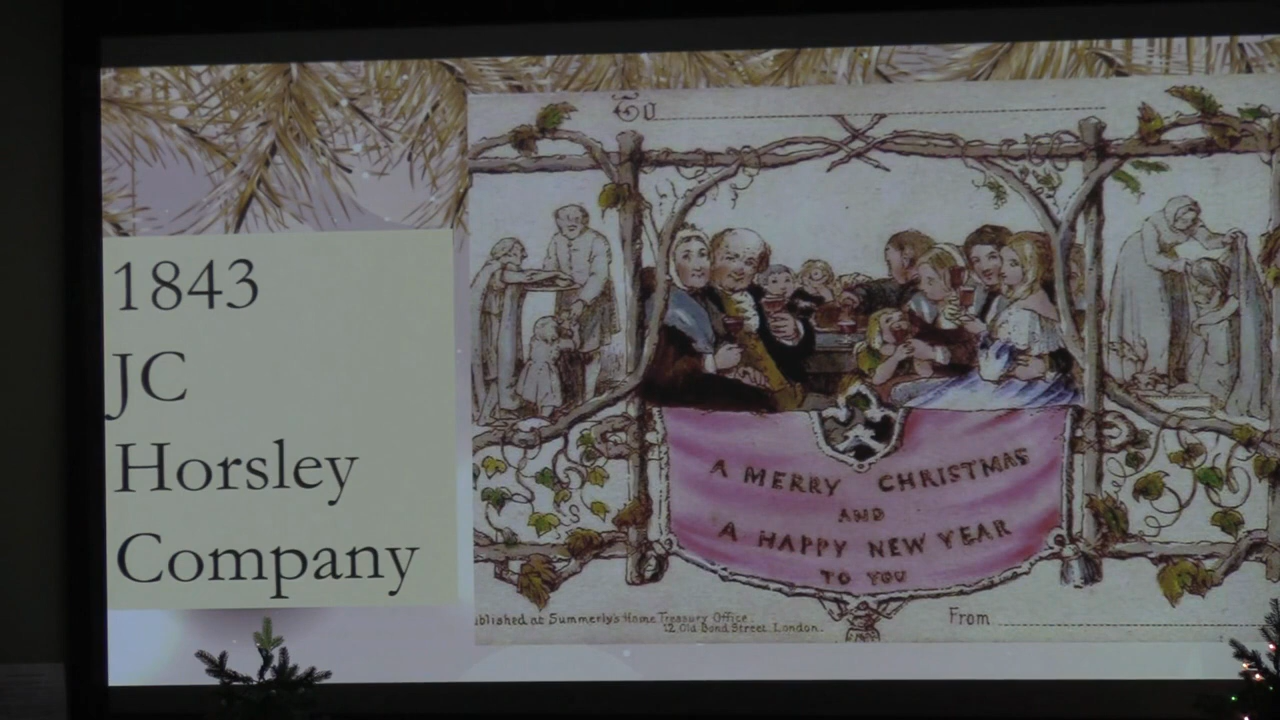 1843
JC
Horsley
Company
To
A MERRY CHRISTMAS
AND
A HAPPY NEW YEAR
TO YOU
ublished at Summerly's Home Treasury Office
12 Old Bond Street, London.
From